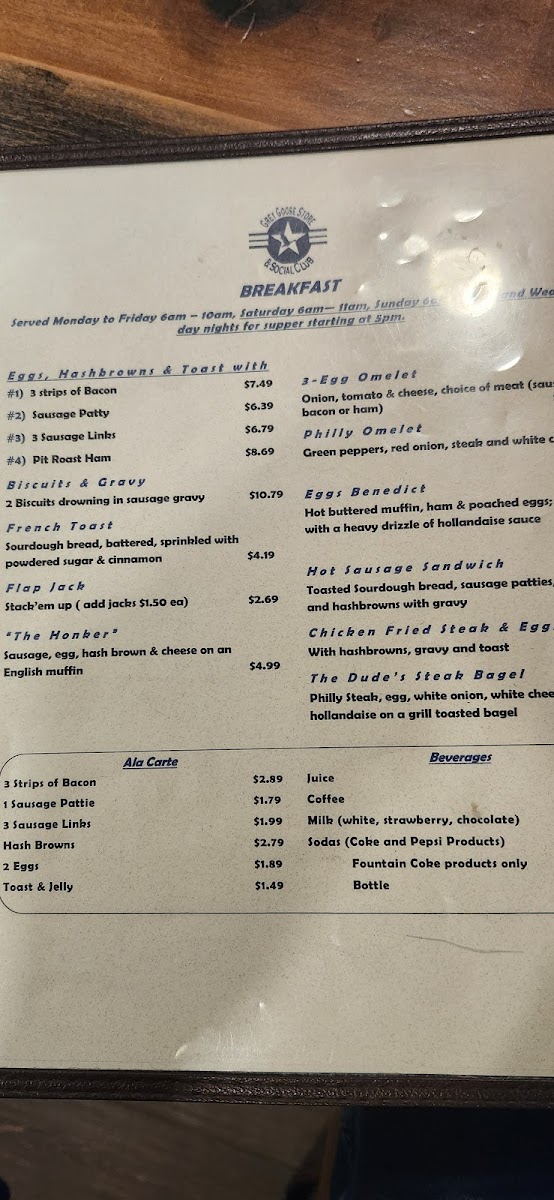 GREY GOOSE STORE
& SOCIAL CLUB
BREAKFAST
Served Monday to Friday 6am – 10am, Saturday 6am— 11am, Sunday and Wed
day nights for supper starting at 5pm.
Eggs, Hashbrowns & Toast with
#1) 3 strips of Bacon $7.49
#2) Sausage Patty $6.39
#3) 3 Sausage Links $6.79
#4) Pit Roast Ham $8.69
Biscuits & Gravy
2 Biscuits drowning in sausage gravy $10.79
French Toast
Sourdough bread, battered, sprinkled with
powdered sugar & cinnamon $4.19
Flap Jack
Stack'em up ( add jacks $1.50 ea) $2.69
"The Honker"
Sausage, egg, hash brown & cheese on an
English muffin $4.99
3-Egg Omelet
Onion, tomato & cheese, choice of meat (sau
bacon or ham)
Philly Omelet
Green peppers, red onion, steak and white c
Eggs Benedict
Hot buttered muffin, ham & poached eggs;
with a heavy drizzle of hollandaise sauce
Hot Sausage Sandwich
Toasted Sourdough bread, sausage patties,
and hashbrowns with gravy
Chicken Fried Steak & Egg
With hashbrowns, gravy and toast
The Dude's Steak Bagel
Philly Steak, egg, white onion, white chee
hollandaise on a grill toasted bagel
Ala Carte
3 Strips of Bacon $2.89
1 Sausage Pattie $1.79
3 Sausage Links $1.99
Hash Browns $2.79
2 Eggs $1.89
Toast & Jelly $1.49
Beverages
Juice
Coffee
Milk (white, strawberry, chocolate)
Sodas (Coke and Pepsi Products)
Fountain Coke products only
Bottle